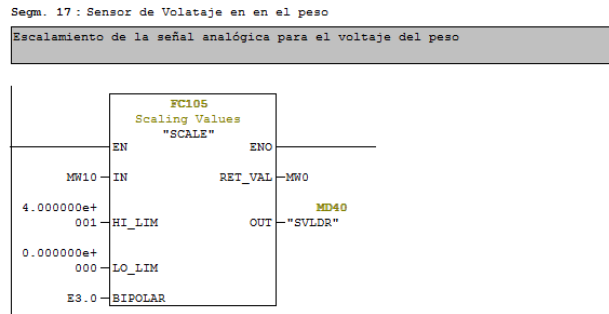 Segm. 17 : Sensor de Volataje en en el peso
Escalamiento de la señal analógica para el voltaje del peso
FC105
Scaling Values
"SCALE"
EN ENO
MW10 IN RET_VAL MW0
4.000000e+ MD40
001 HI_LIM OUT "SVLDR"
0.000000e+
000 LO_LIM
E3.0 BIPOLAR